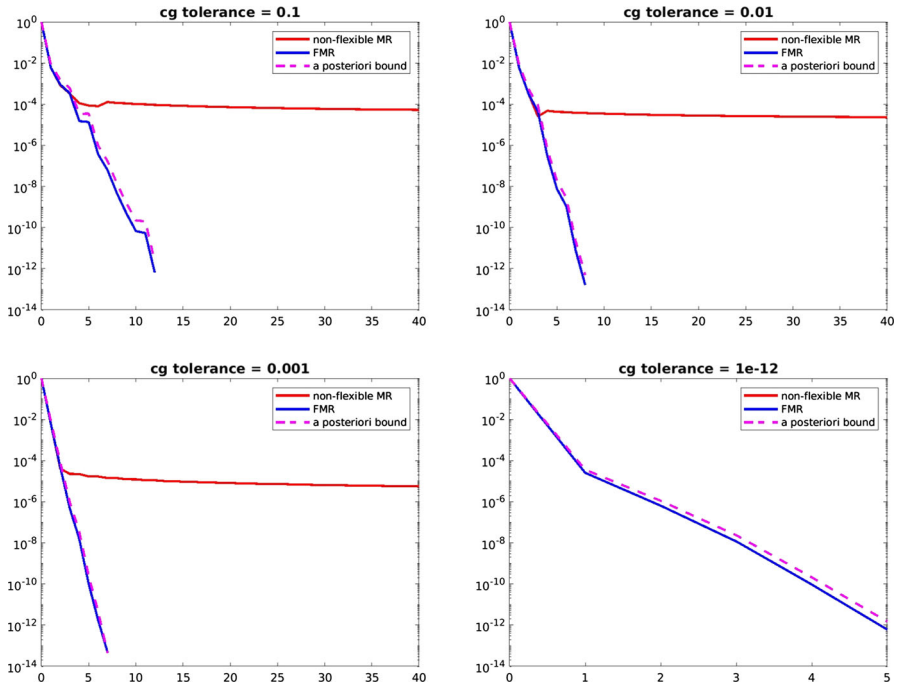 cg tolerance = 0.1
10^0
10^-2
10^-4
10^-6
10^-8
10^-10
10^-12
10^-14
0 5 10 15 20 25 30 35 40
non-flexible MR
FMR
a posteriori bound
cg tolerance = 0.01
10^0
10^-2
10^-4
10^-6
10^-8
10^-10
10^-12
10^-14
0 5 10 15 20 25 30 35 40
non-flexible MR
FMR
a posteriori bound
cg tolerance = 0.001
10^0
10^-2
10^-4
10^-6
10^-8
10^-10
10^-12
10^-14
0 5 10 15 20 25 30 35 40
non-flexible MR
FMR
a posteriori bound
cg tolerance = 1e-12
10^0
10^-2
10^-4
10^-6
10^-8
10^-10
10^-12
10^-14
0 1 2 3 4 5
non-flexible MR
FMR
a posteriori bound